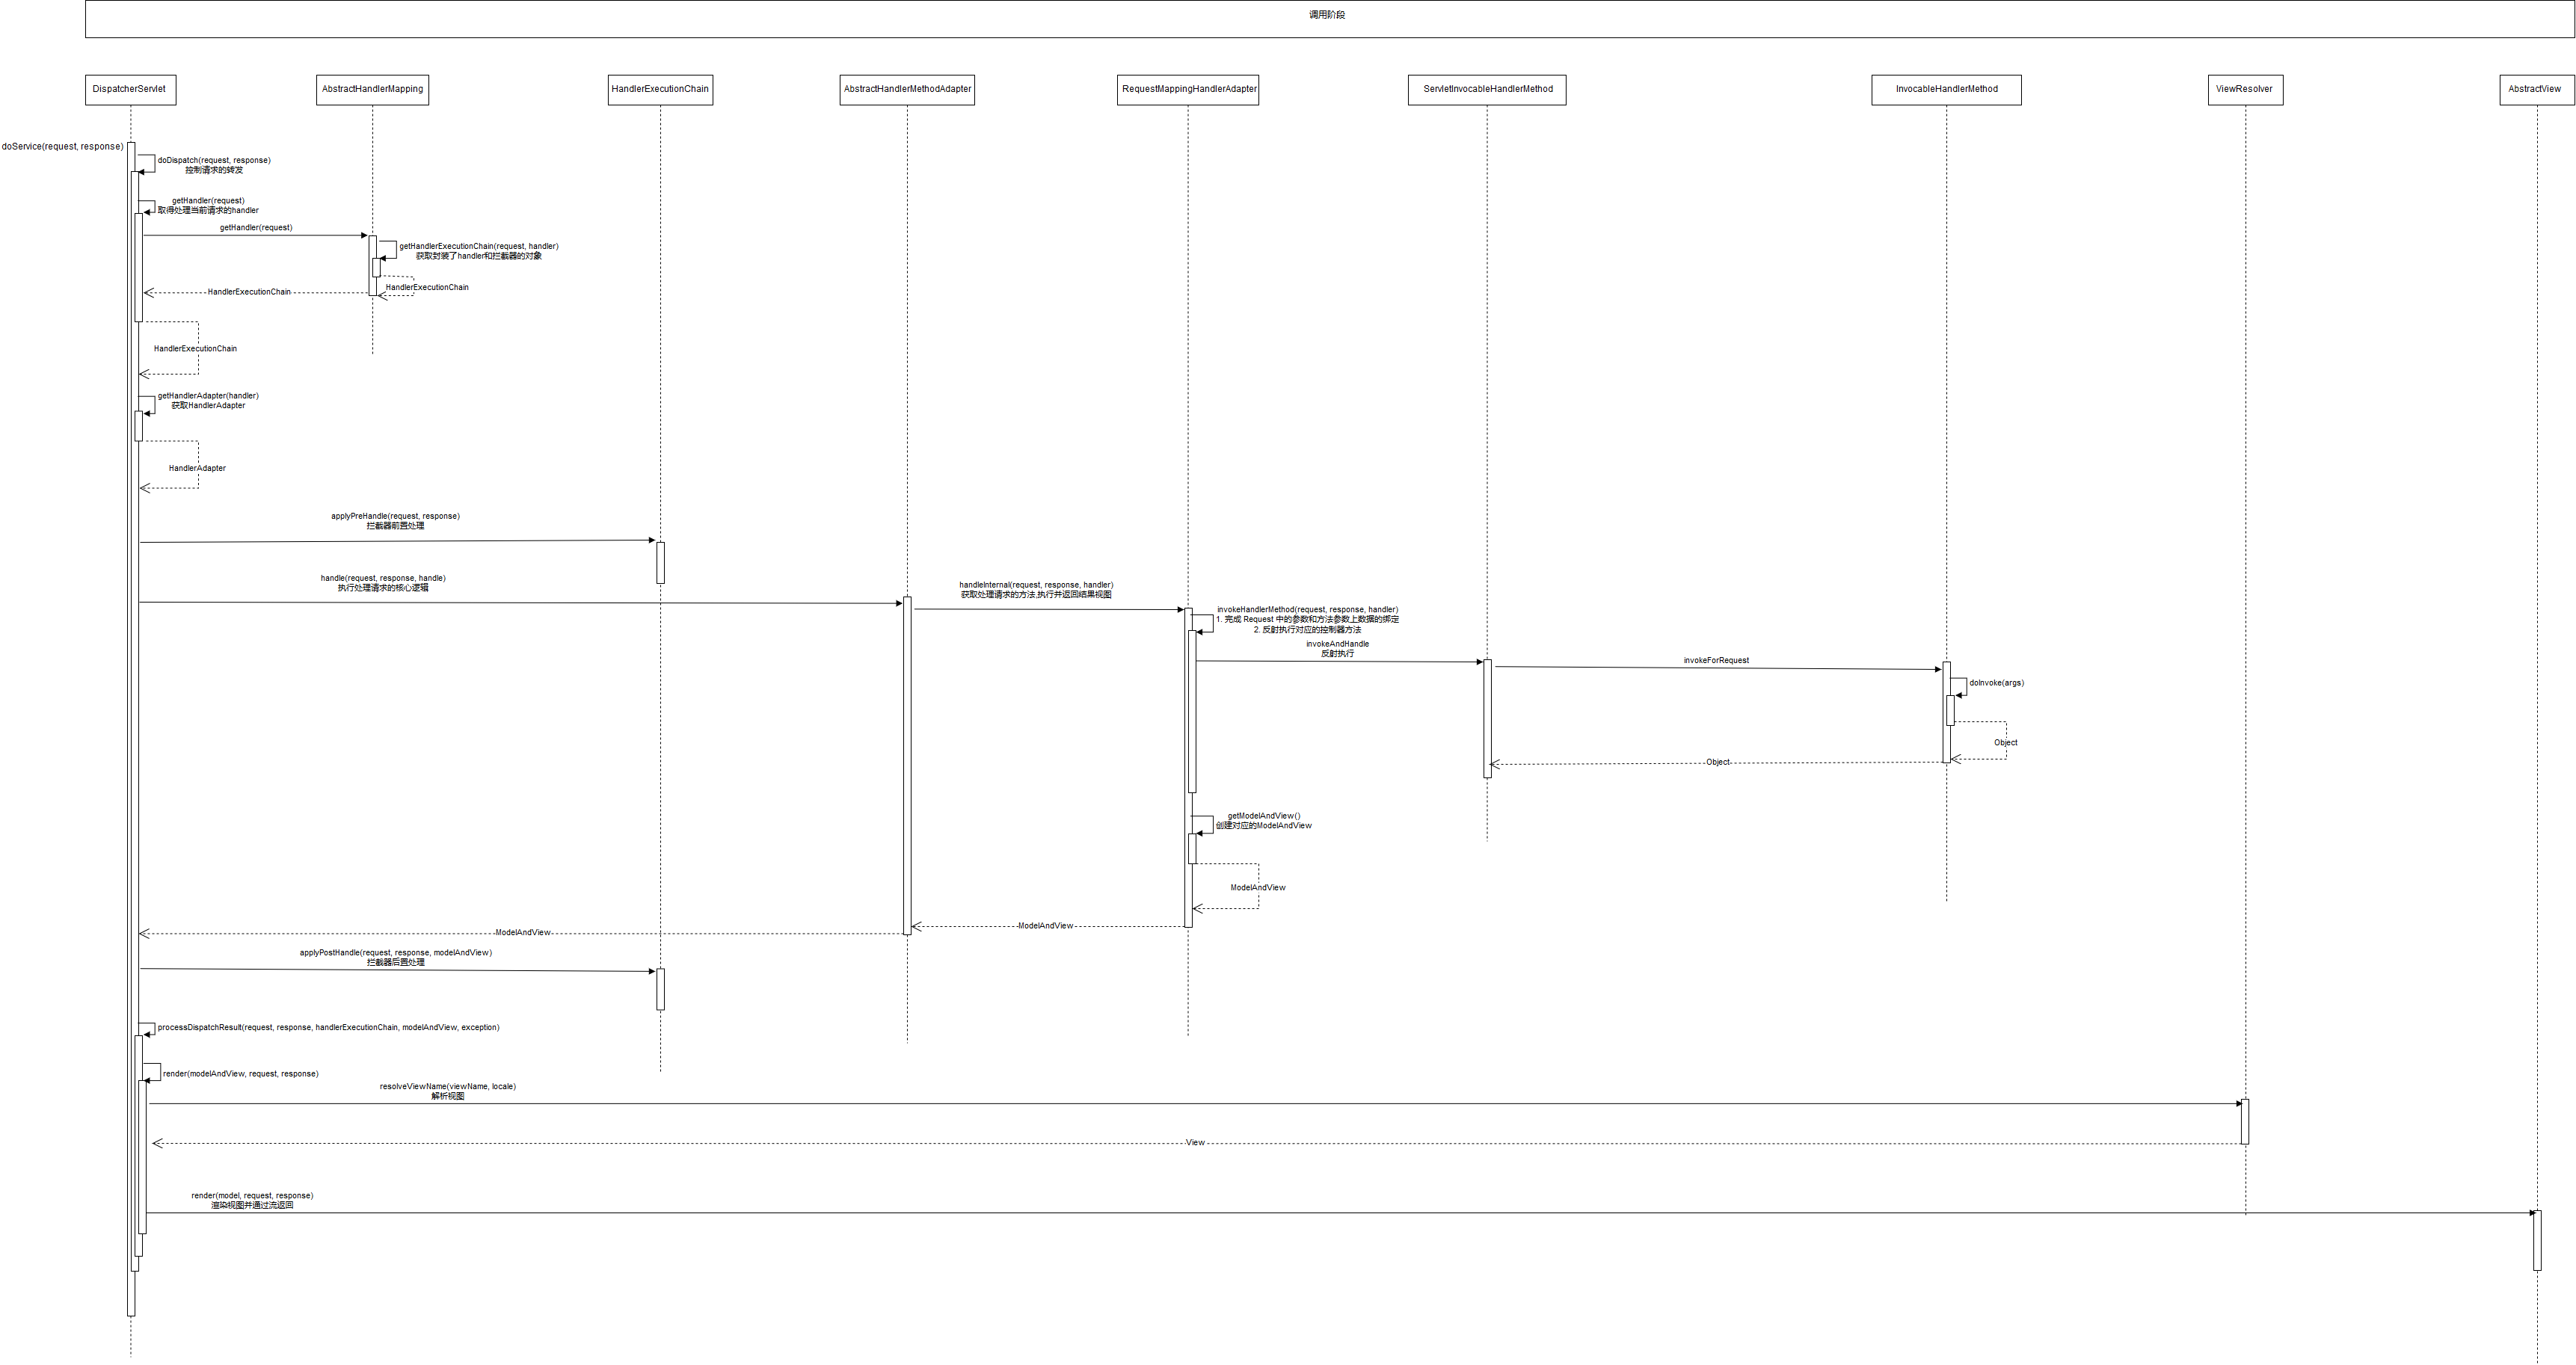 调用阶段
DispatcherServlet
AbstractHandlerMapping
HandlerExecutionChain
AbstractHandlerMethodAdapter
RequestMappingHandlerAdapter
ServletInvocableHandlerMethod
InvocableHandlerMethod
ViewResolver
AbstractView
doService(request, response)
doDispatch(request, response)
控制请求的转发
getHandler(request)
取得处理当前请求的handler
getHandler(request)
getHandlerExecutionChain(request, handler)
获取封装了handler和拦截器的对象
HandlerExecutionChain
HandlerExecutionChain
HandlerExecutionChain
getHandlerAdapter(handler)
获取HandlerAdapter
HandlerAdapter
applyPreHandle(request, response)
拦截器前置处理
handle(request, response, handle)
执行处理请求的核心逻辑
handleInternal(request, response, handler)
获取处理请求的方法,执行并返回结果视图
invokeHandlerMethod(request, response, handler)
1. 完成 Request 中的参数和方法参数上数据的绑定
2. 反射执行对应的控制器方法
invokeAndHandle
反射执行
invokeForRequest
doInvoke(args)
Object
Object
getModelAndView()
创建对应的ModelAndView
ModelAndView
ModelAndView
ModelAndView
applyPostHandle(request, response, modelAndView)
拦截器后置处理
processDispatchResult(request, response, handlerExecutionChain, modelAndView, exception)
render(modelAndView, request, response)
resolveViewName(viewName, locale)
解析视图
View
render(model, request, response)
渲染视图并通过流返回